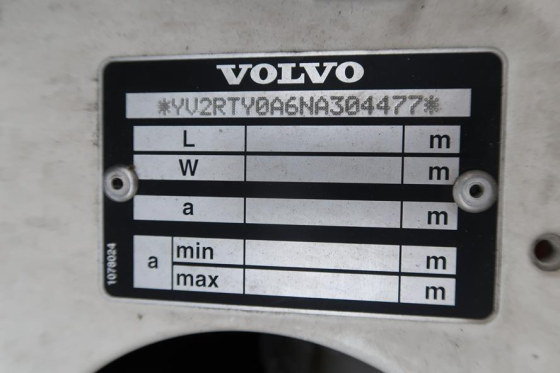 VOLVO
*YV2RTY0A6NA304477*
L m
W m
a m
a min m
max m
1078024